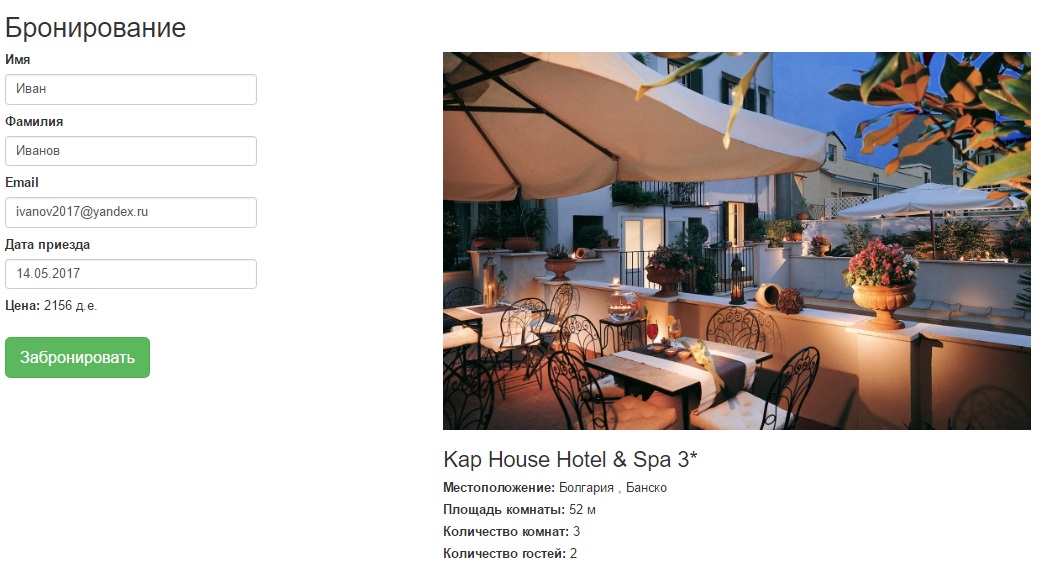 Бронирование
Имя
Иван
Фамилия
Иванов
Email
ivanov2017@yandex.ru
Дата приезда
14.05.2017
Цена: 2156 д.е.
Забронировать
Kap House Hotel & Spa 3*
Местоположение: Болгария , Банско
Площадь комнаты: 52 м
Количество комнат: 3
Количество гостей: 2